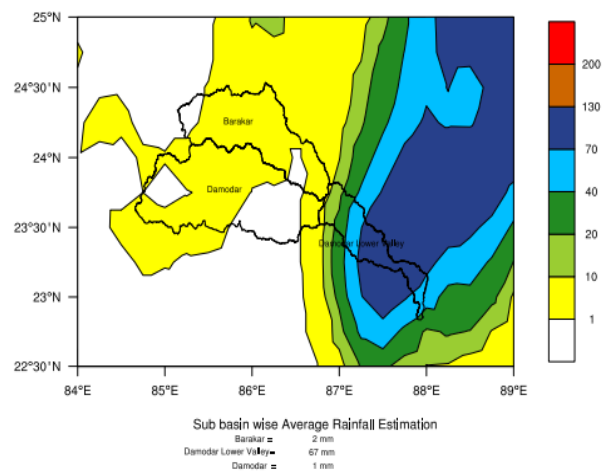 25°N
24°30'N
24°N
23°30'N
23°N
22°30'N
84°E 85°E 86°E 87°E 88°E 89°E
Barakar
Damodar
Damodar Lower Valley
200
130
70
40
20
10
1
Sub basin wise Average Rainfall Estimation
Barakar = 2 mm
Damodar Lower Valley= 67 mm
Damodar = 1 mm